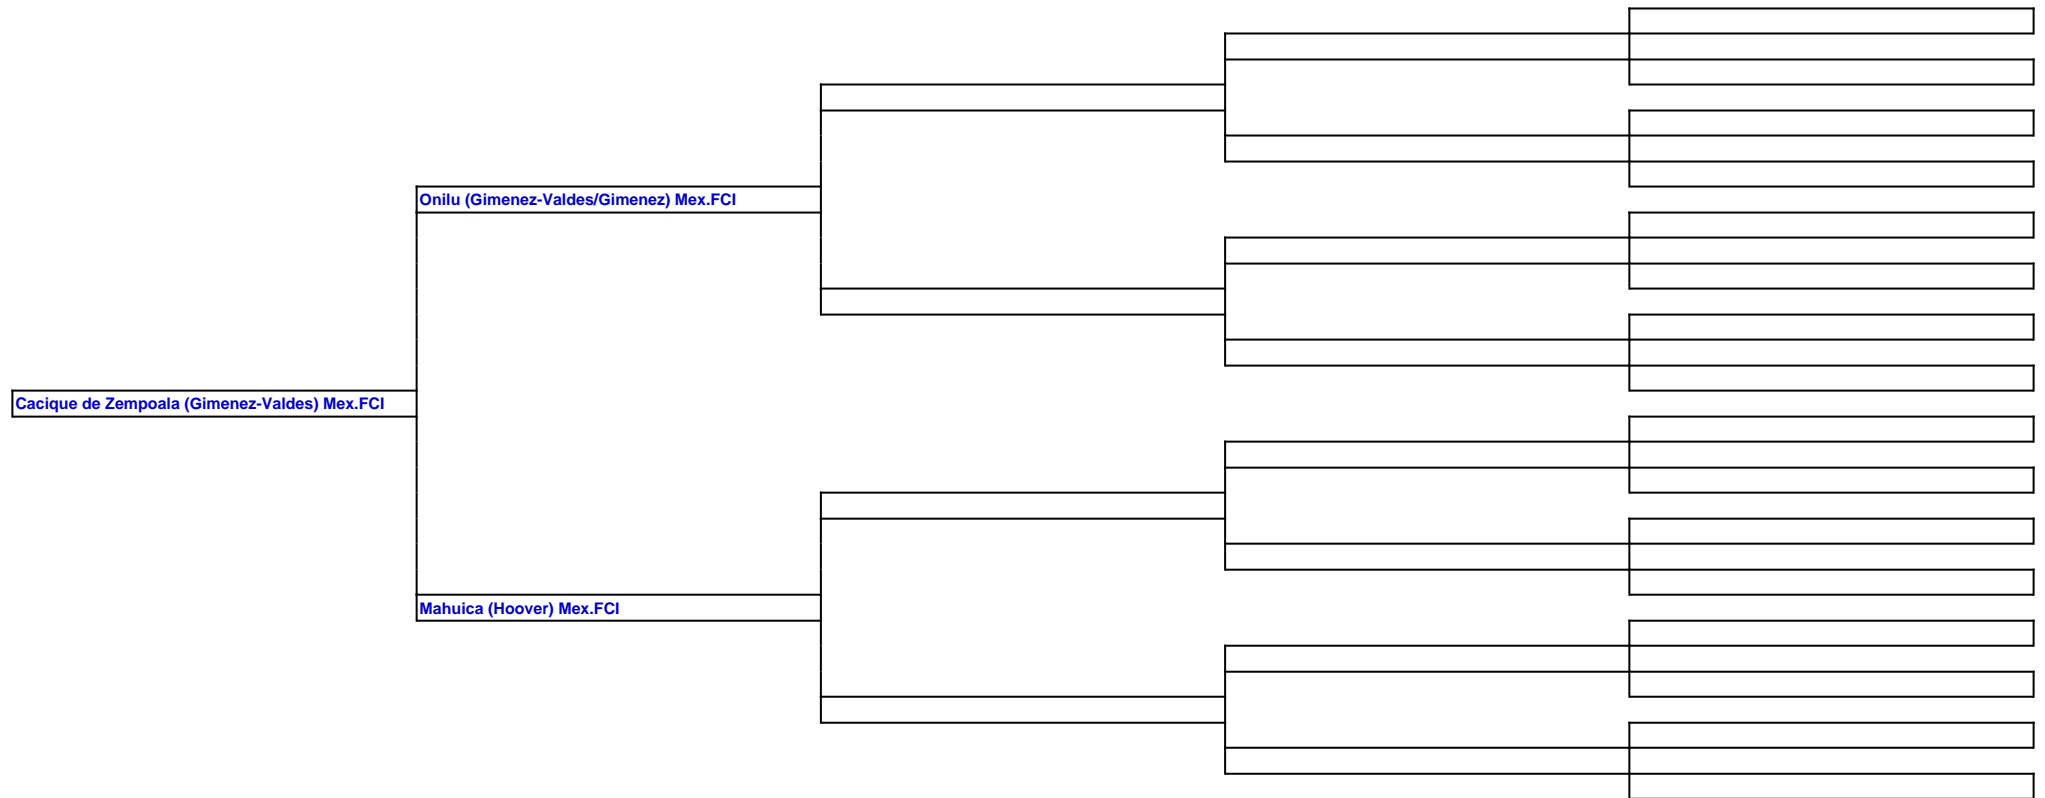 Onilu (Gimenez-Valdes/Gimenez) Mex.FCI
Cacique de Zempoala (Gimenez-Valdes) Mex.FCI
Mahuica (Hoover) Mex.FCI